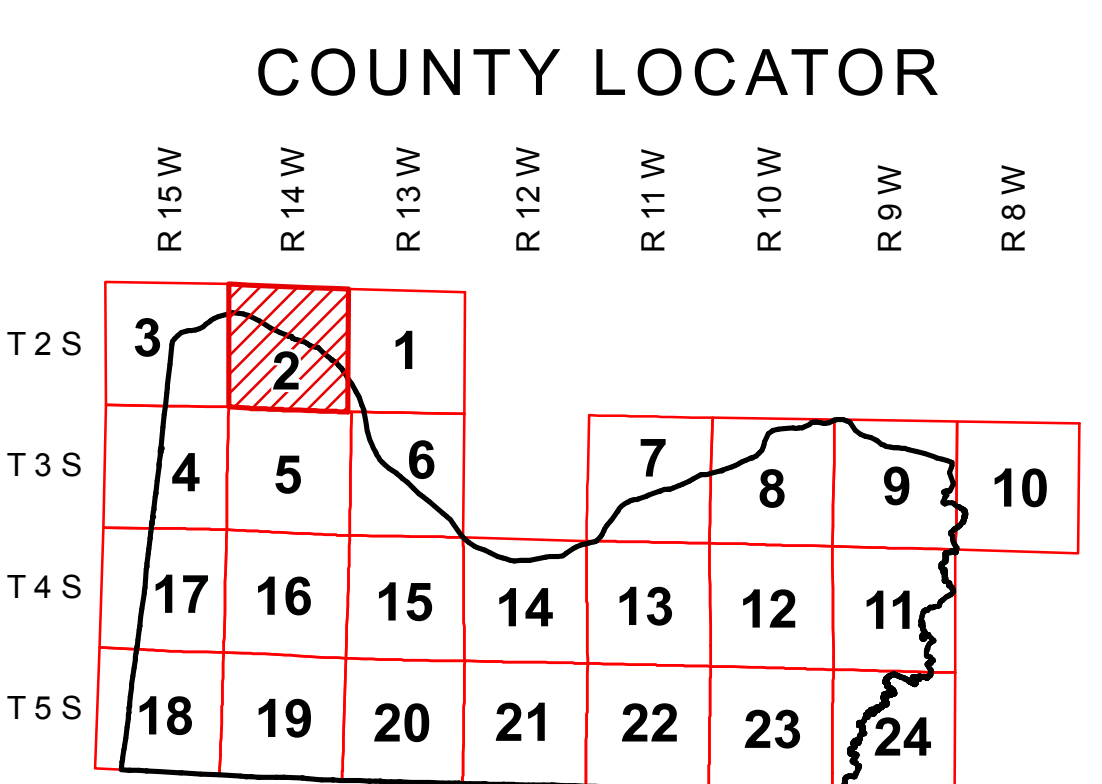 COUNTY LOCATOR
R 15 W R 14 W R 13 W R 12 W R 11 W R 10 W R 9 W R 8 W
T 2 S 3 2 1
T 3 S 4 5 6 7 8 9 10
T 4 S 17 16 15 14 13 12 11
T 5 S 18 19 20 21 22 23 24